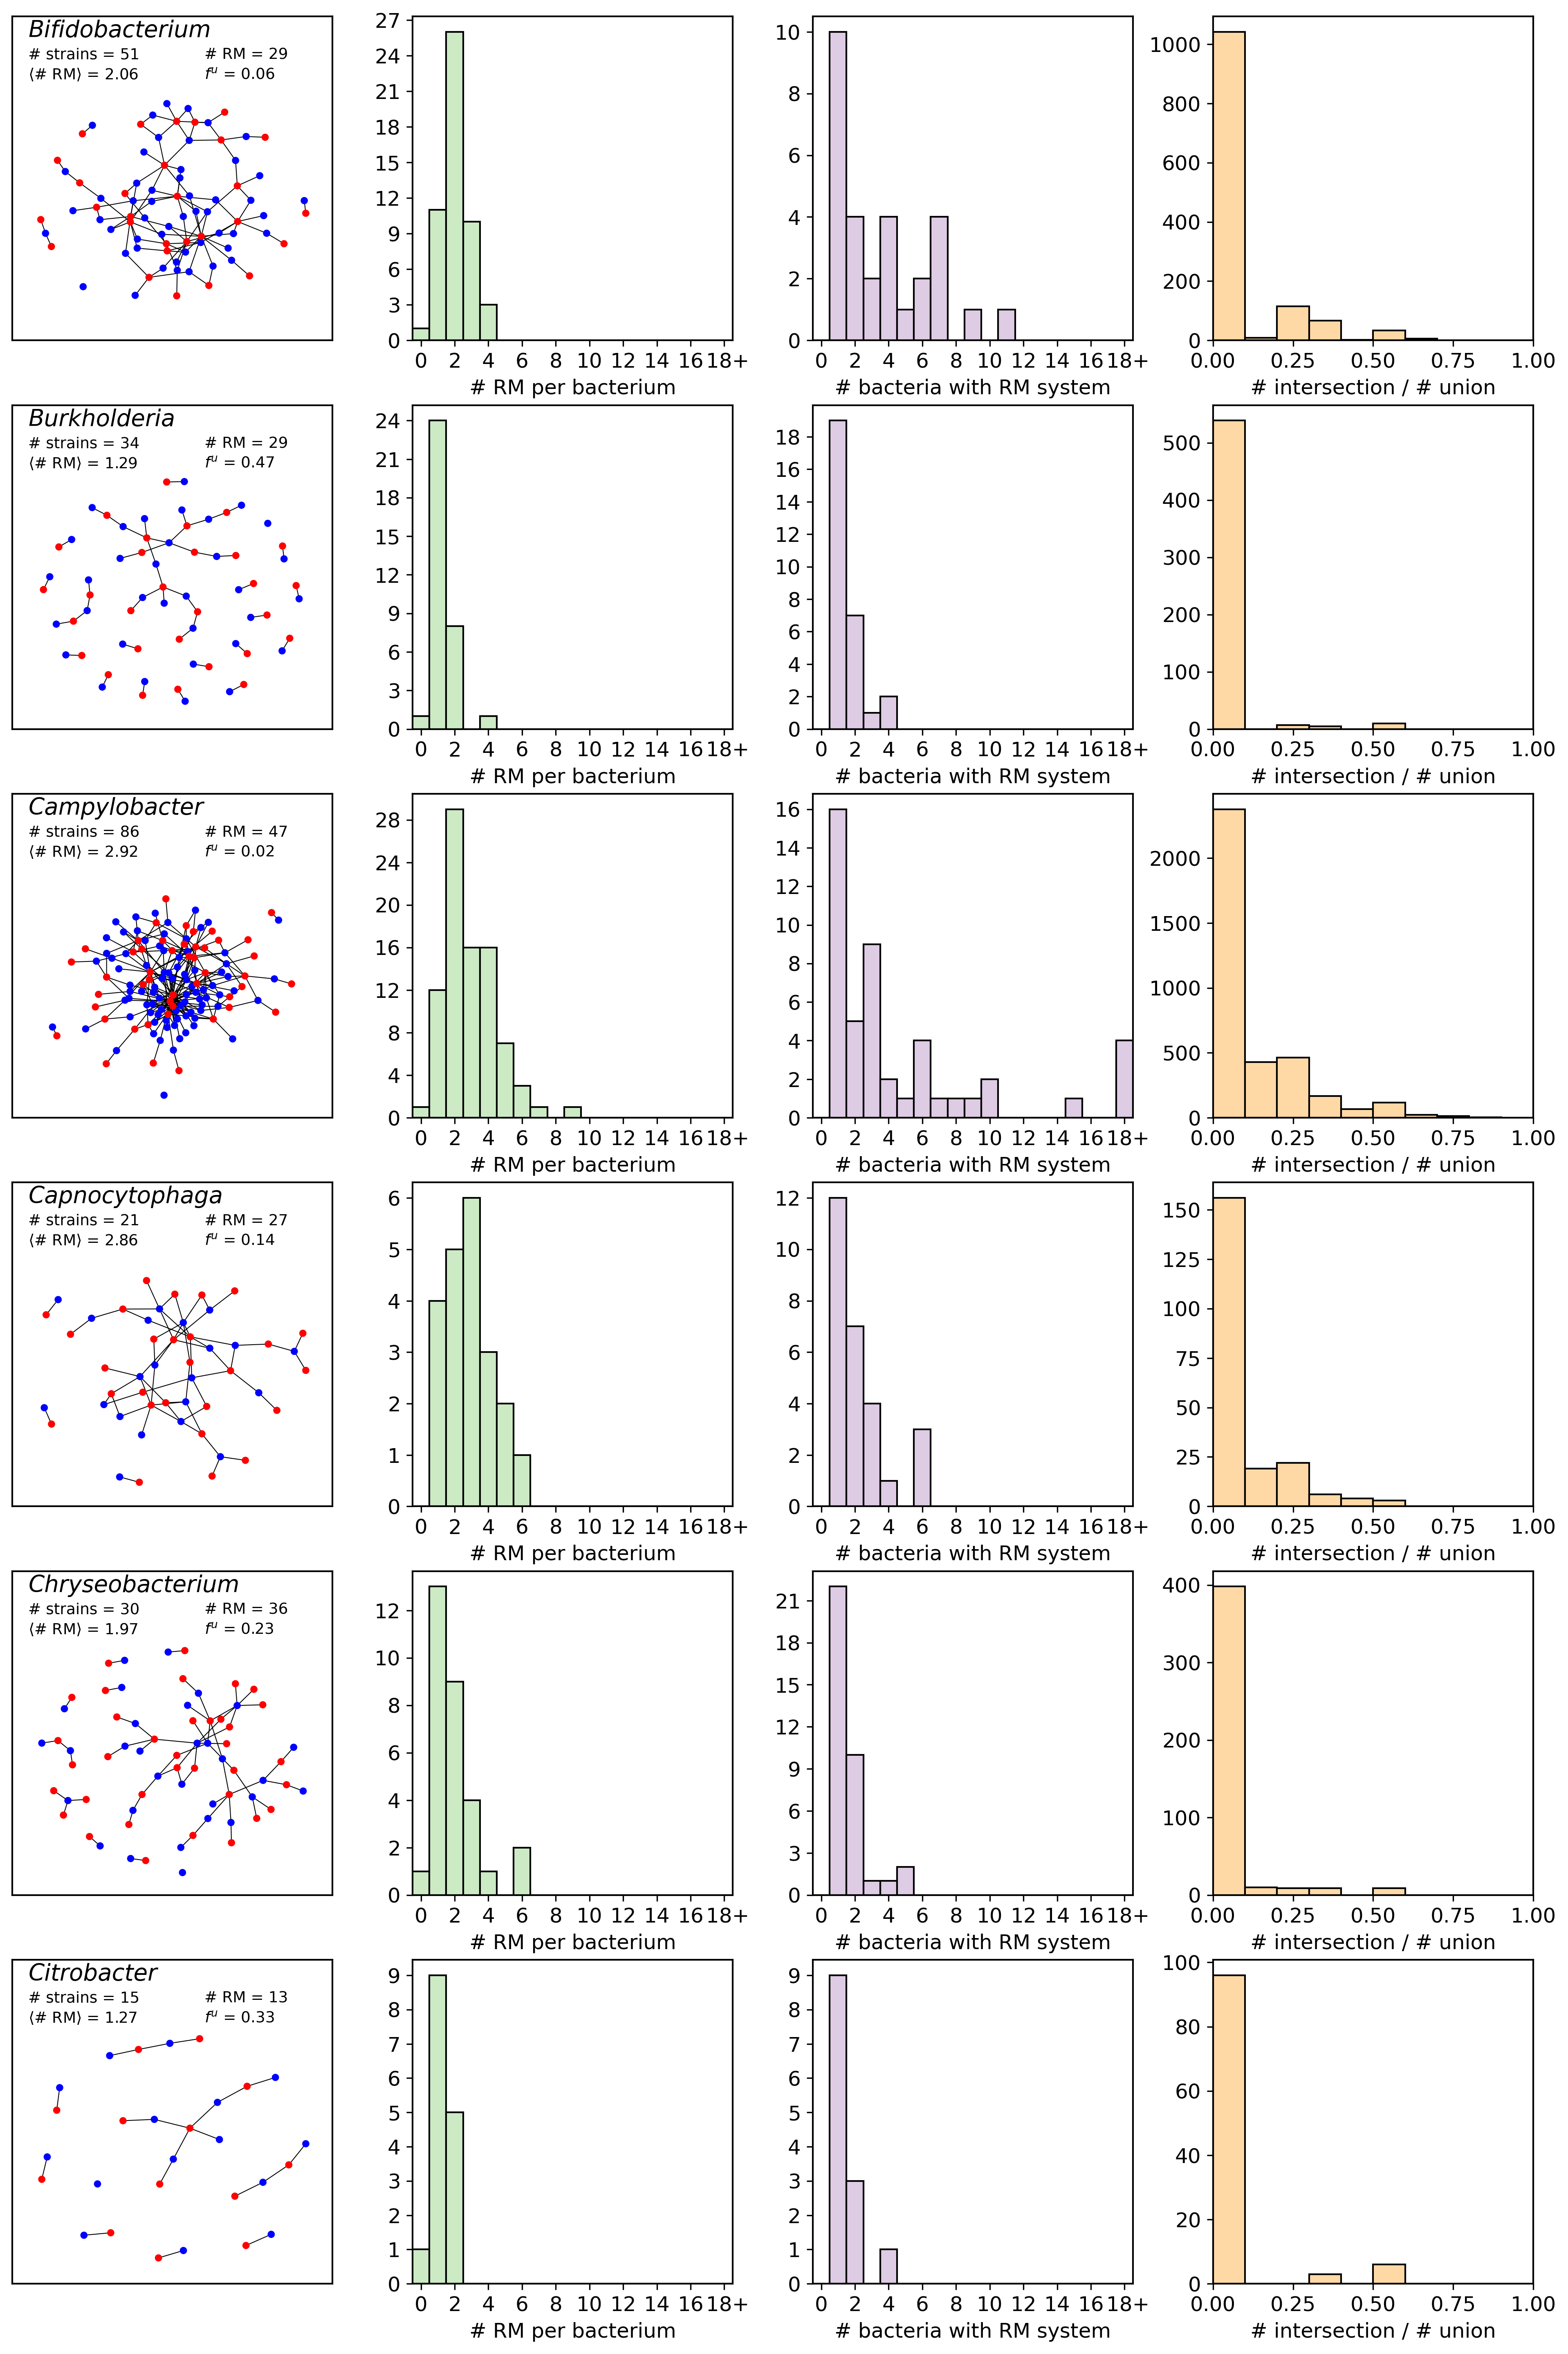 Bifidobacterium
# strains = 51 # RM = 29
⟨# RM⟩ = 2.06 fᵘ = 0.06
27
24
21
18
15
12
9
6
3
0
0 2 4 6 8 10 12 14 16 18+
# RM per bacterium
10
8
6
4
2
0
0 2 4 6 8 10 12 14 16 18+
# bacteria with RM system
1000
800
600
400
200
0
0.00 0.25 0.50 0.75 1.00
# intersection / # union
Burkholderia
# strains = 34 # RM = 29
⟨# RM⟩ = 1.29 fᵘ = 0.47
24
21
18
15
12
9
6
3
0
0 2 4 6 8 10 12 14 16 18+
# RM per bacterium
18
16
14
12
10
8
6
4
2
0
0 2 4 6 8 10 12 14 16 18+
# bacteria with RM system
500
400
300
200
100
0
0.00 0.25 0.50 0.75 1.00
# intersection / # union
Campylobacter
# strains = 86 # RM = 47
⟨# RM⟩ = 2.92 fᵘ = 0.02
28
24
20
16
12
8
4
0
0 2 4 6 8 10 12 14 16 18+
# RM per bacterium
16
14
12
10
8
6
4
2
0
0 2 4 6 8 10 12 14 16 18+
# bacteria with RM system
2000
1500
1000
500
0
0.00 0.25 0.50 0.75 1.00
# intersection / # union
Capnocytophaga
# strains = 21 # RM = 27
⟨# RM⟩ = 2.86 fᵘ = 0.14
6
5
4
3
2
1
0
0 2 4 6 8 10 12 14 16 18+
# RM per bacterium
12
10
8
6
4
2
0
0 2 4 6 8 10 12 14 16 18+
# bacteria with RM system
150
125
100
75
50
25
0
0.00 0.25 0.50 0.75 1.00
# intersection / # union
Chryseobacterium
# strains = 30 # RM = 36
⟨# RM⟩ = 1.97 fᵘ = 0.23
12
10
8
6
4
2
0
0 2 4 6 8 10 12 14 16 18+
# RM per bacterium
21
18
15
12
9
6
3
0
0 2 4 6 8 10 12 14 16 18+
# bacteria with RM system
400
300
200
100
0
0.00 0.25 0.50 0.75 1.00
# intersection / # union
Citrobacter
# strains = 15 # RM = 13
⟨# RM⟩ = 1.27 fᵘ = 0.33
9
8
7
6
5
4
3
2
1
0
0 2 4 6 8 10 12 14 16 18+
# RM per bacterium
9
8
7
6
5
4
3
2
1
0
0 2 4 6 8 10 12 14 16 18+
# bacteria with RM system
100
80
60
40
20
0
0.00 0.25 0.50 0.75 1.00
# intersection / # union